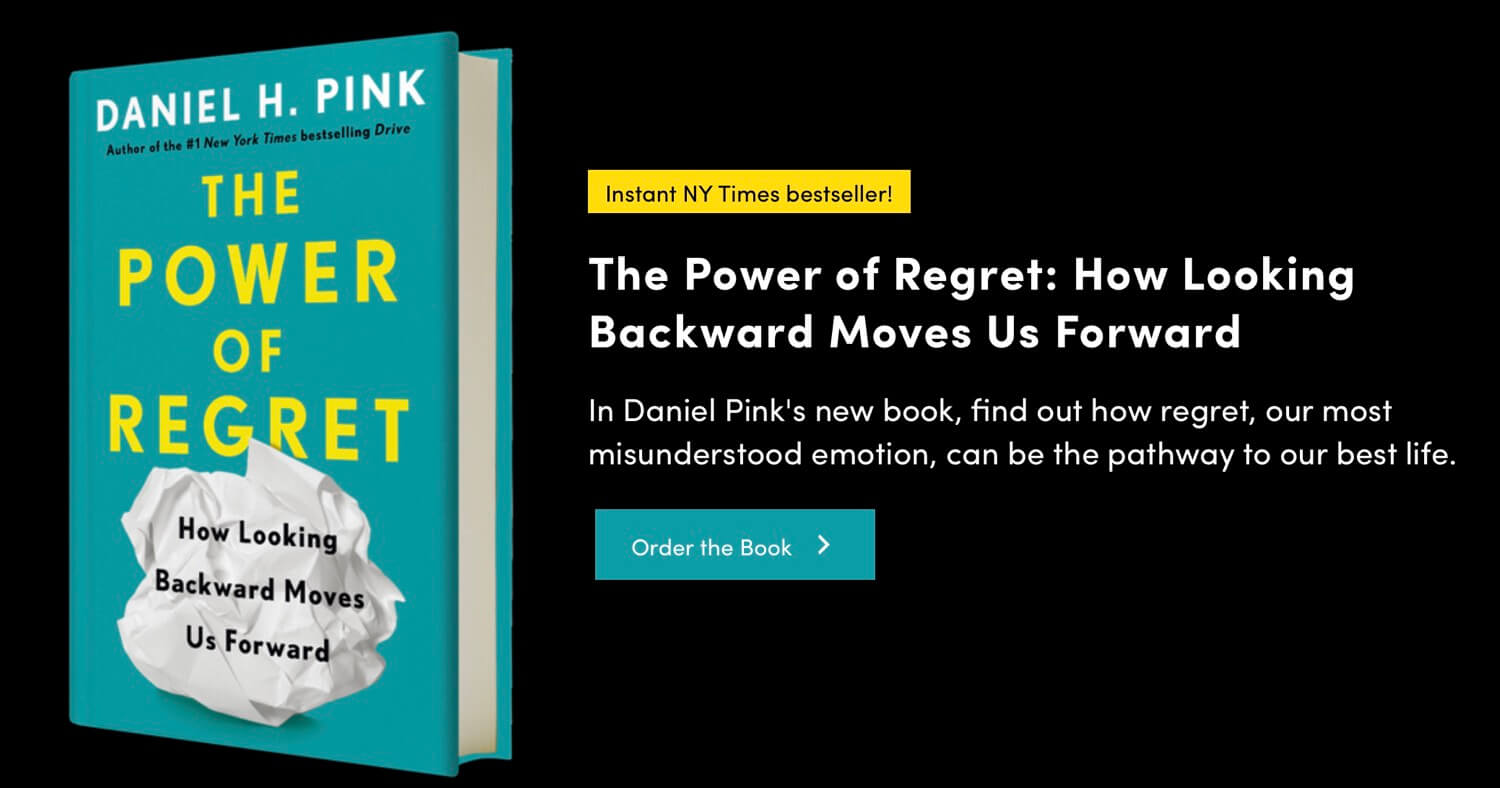 DANIEL H. PINK
Author of the #1 New York Times bestselling Drive
THE
POWER
OF
REGRET
How Looking
Backward Moves
Us Forward
Instant NY Times bestseller!
The Power of Regret: How Looking
Backward Moves Us Forward
In Daniel Pink's new book, find out how regret, our most
misunderstood emotion, can be the pathway to our best life.
Order the Book